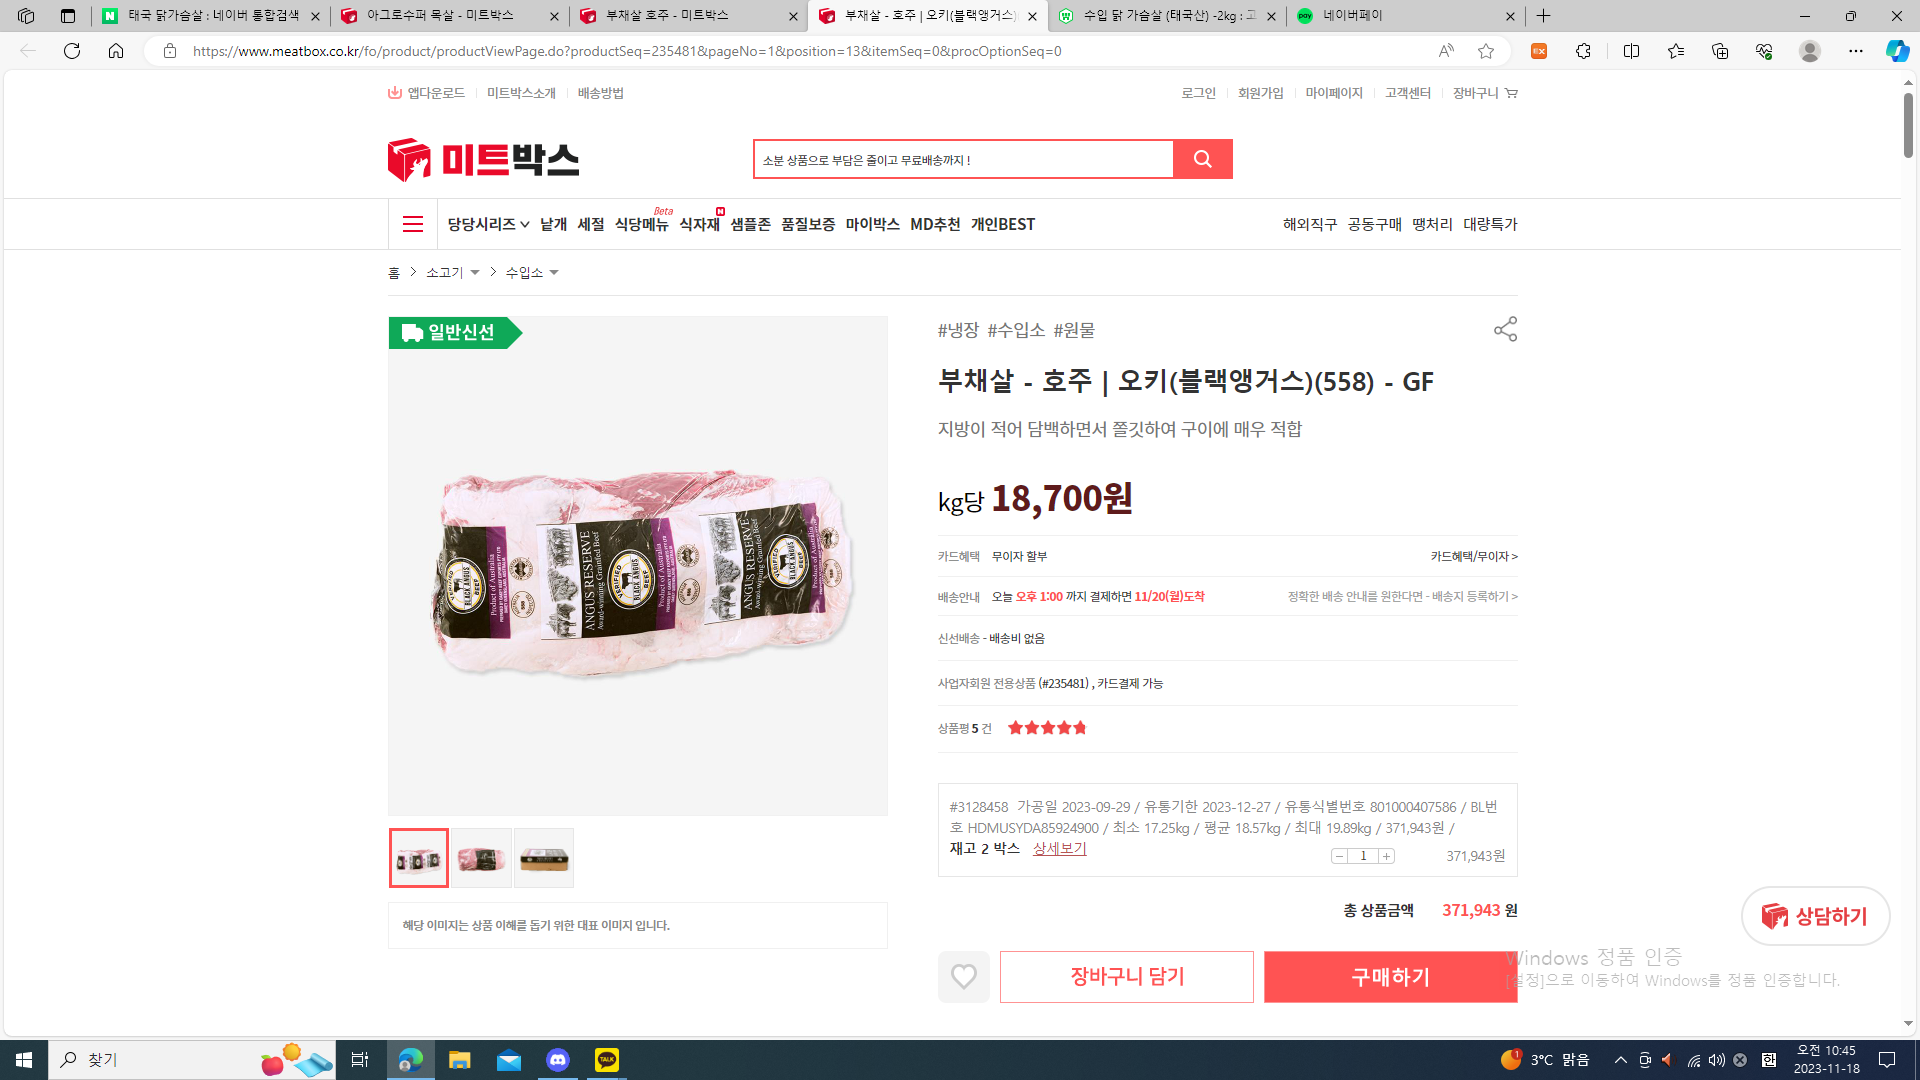 태국 닭가슴살 : 네이버 통합검색
아그로수퍼 목살 - 미트박스
부채살 호주 - 미트박스
부채살 - 호주 | 오키(블랙앵거스)(
수입 닭 가슴살 (태국산) -2kg : 고
네이버페이
https://www.meatbox.co.kr/fo/product/productViewPage.do?productSeq=235481&pageNo=1&position=13&itemSeq=0&procOptionSeq=0
앱다운로드 미트박스소개 배송방법
로그인 회원가입 마이페이지 고객센터 장바구니
미트박스
소분 상품으로 부담은 줄이고 무료배송까지 !
당당시리즈 낱개 세절 식당메뉴 Beta 식자재 N 샘플존 품질보증 마이박스 MD추천 개인BEST
해외직구 공동구매 땡처리 대량특가
홈 > 소고기 > 수입소
일반신선
#냉장 #수입소 #원물
부채살 - 호주 | 오키(블랙앵거스)(558) - GF
지방이 적어 담백하면서 쫄깃하여 구이에 매우 적합
kg당 18,700원
카드혜택 무이자 할부 카드혜택/무이자 >
배송안내 오늘 오후 1:00 까지 결제하면 11/20(월)도착 정확한 배송 안내를 원한다면 - 배송지 등록하기 >
신선배송 - 배송비 없음
사업자회원 전용상품 (#235481) , 카드결제 가능
상품평 5 건
ANGUS RESERVE
Award-winning Grainfed Beef
VERIFIED
BLACK ANGUS
BEEF
Product of Australia
#3128458 가공일 2023-09-29 / 유통기한 2023-12-27 / 유통식별번호 801000407586 / BL번
호 HDMUSYDA85924900 / 최소 17.25kg / 평균 18.57kg / 최대 19.89kg / 371,943원 /
재고 2 박스 상세보기
1 371,943원
총 상품금액 371,943 원
해당 이미지는 상품 이해를 돕기 위한 대표 이미지 입니다.
상담하기
장바구니 담기
구매하기
Windows 정품 인증
[설정]으로 이동하여 Windows를 정품 인증합니다.
찾기
TALK
1
3°C 맑음
한
오전 10:45
2023-11-18